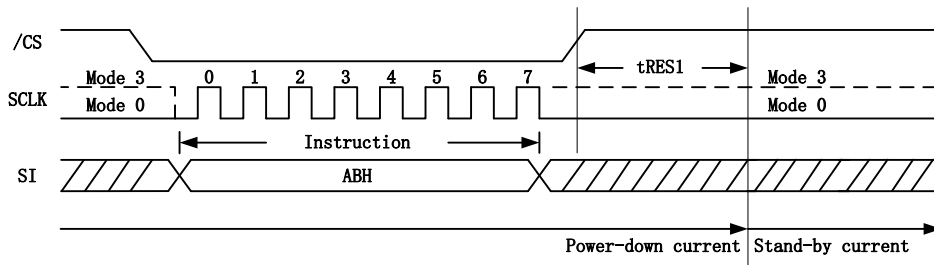 /CS
tRES1
Mode 3 0 1 2 3 4 5 6 7 Mode 3
SCLK
Mode 0 Mode 0
Instruction
SI ABH
Power-down current Stand-by current